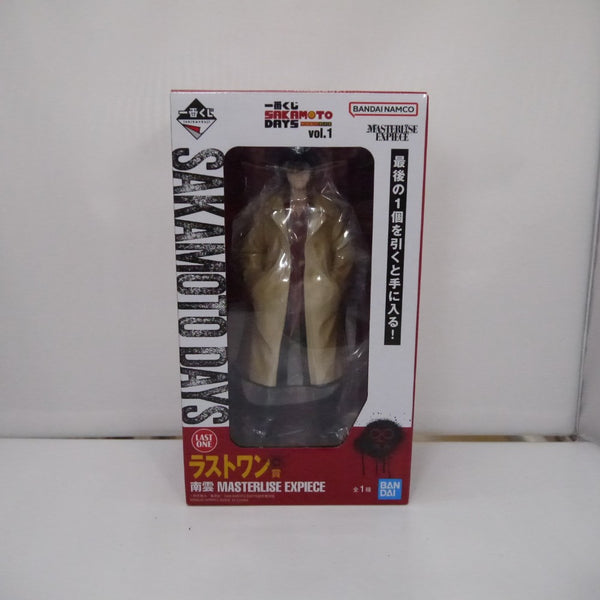 一番くじ
一番くじ
SAKAMOTO
DAYS
vol.1
BANDAI NAMCO
MASTERLISE
EXPIECE
SAKAMOTO DAYS
最後の1個を引くと手に入る!
LAST
ONE
ラストワン賞
南雲 MASTERLISE EXPIECE
全1種
BAN
DAI